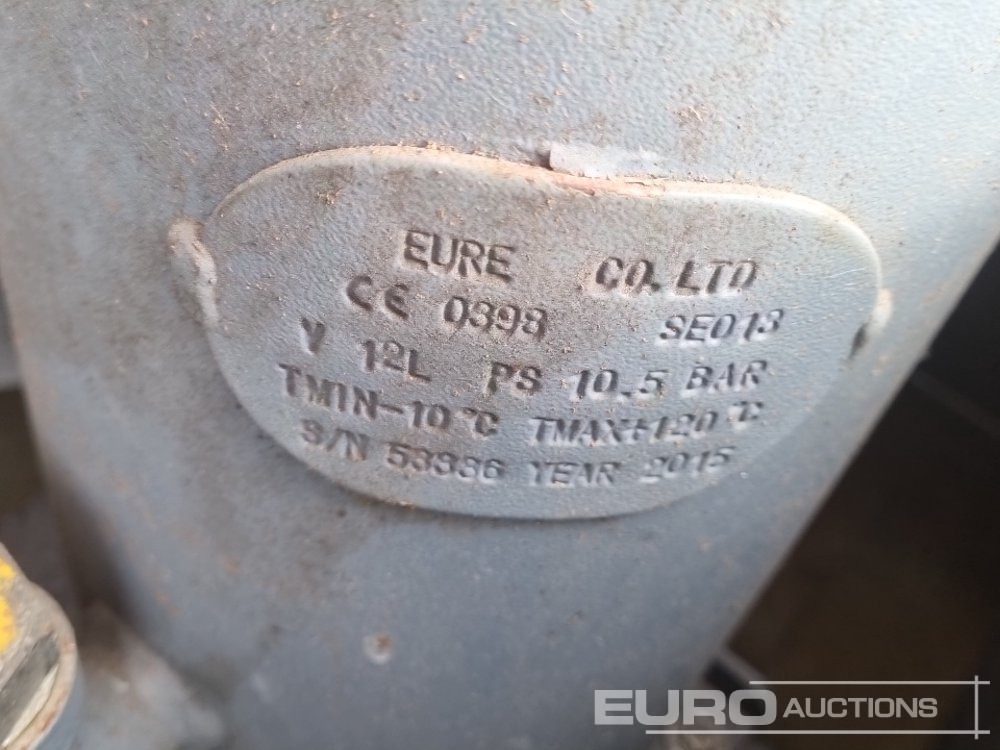 EURE CO.LTD
CE 0398 SE013
V 12L PS 10.5 BAR
TMIN-10°C TMAX+120°C
S/N 53336 YEAR 2015
EURO AUCTIONS